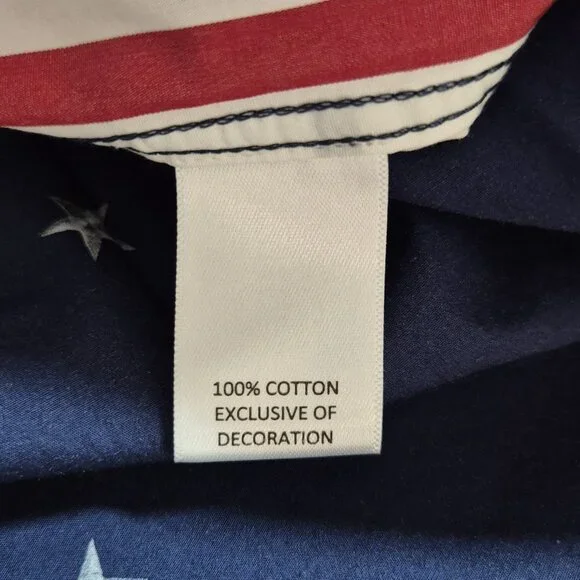 100% COTTON
EXCLUSIVE OF
DECORATION